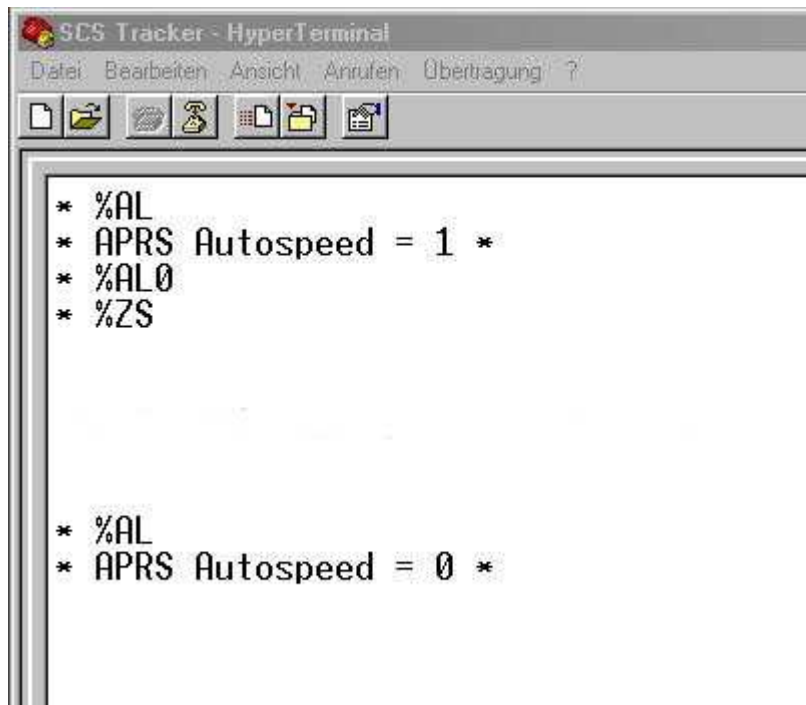 SCS Tracker - HyperTerminal
Datei Bearbeiten Ansicht Anrufen Übertragung ?
* %AL
* APRS Autospeed = 1 *
* %AL0
* %ZS
* %AL
* APRS Autospeed = 0 *